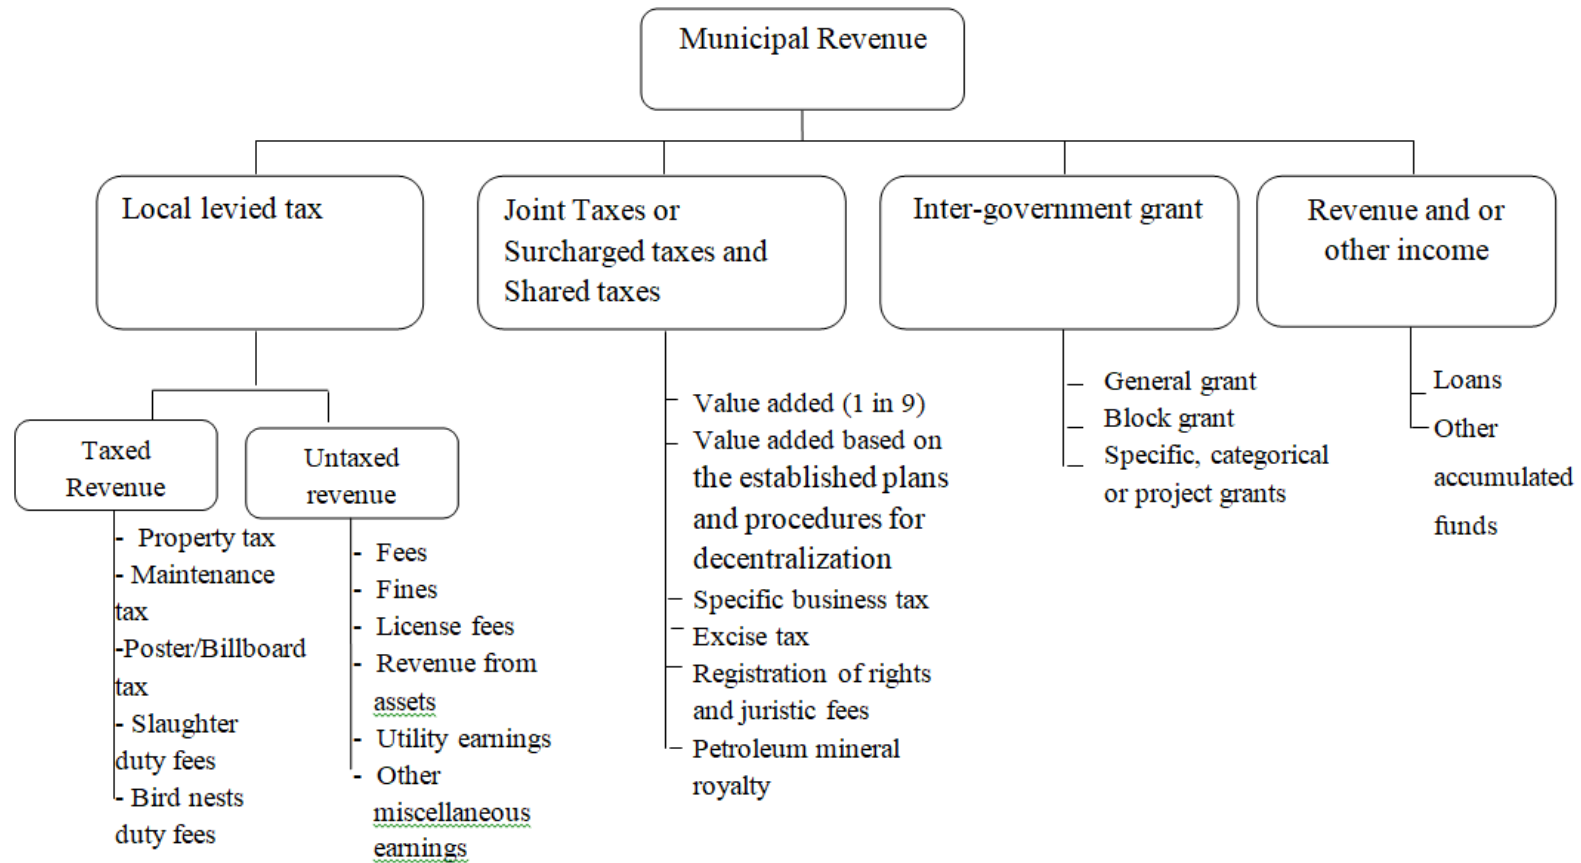 Municipal Revenue
Local levied tax
Joint Taxes or
Surcharged taxes and
Shared taxes
Inter-government grant
Revenue and or
other income
Taxed
Revenue
- Property tax
- Maintenance
tax
-Poster/Billboard
tax
- Slaughter
duty fees
- Bird nests
duty fees
Untaxed
revenue
- Fees
- Fines
- License fees
- Revenue from
assets
- Utility earnings
- Other
miscellaneous
earnings
Value added (1 in 9)
Value added based on
the established plans
and procedures for
decentralization
Specific business tax
Excise tax
Registration of rights
and juristic fees
Petroleum mineral
royalty
General grant
Block grant
Specific, categorical
or project grants
Loans
Other
accumulated
funds